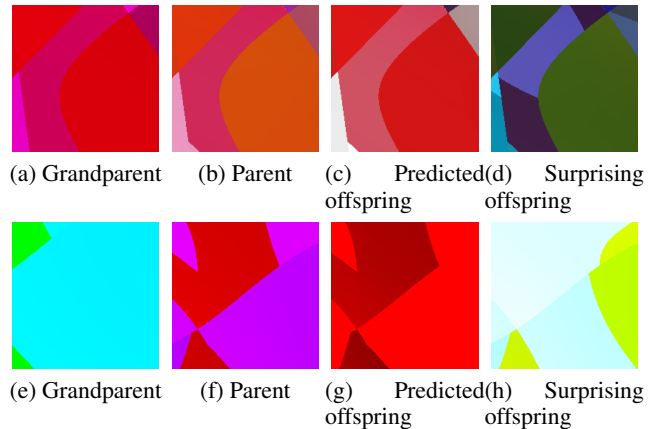 (a) Grandparent (b) Parent (c) Predicted (d) Surprising
offspring offspring
(e) Grandparent (f) Parent (g) Predicted (h) Surprising
offspring offspring